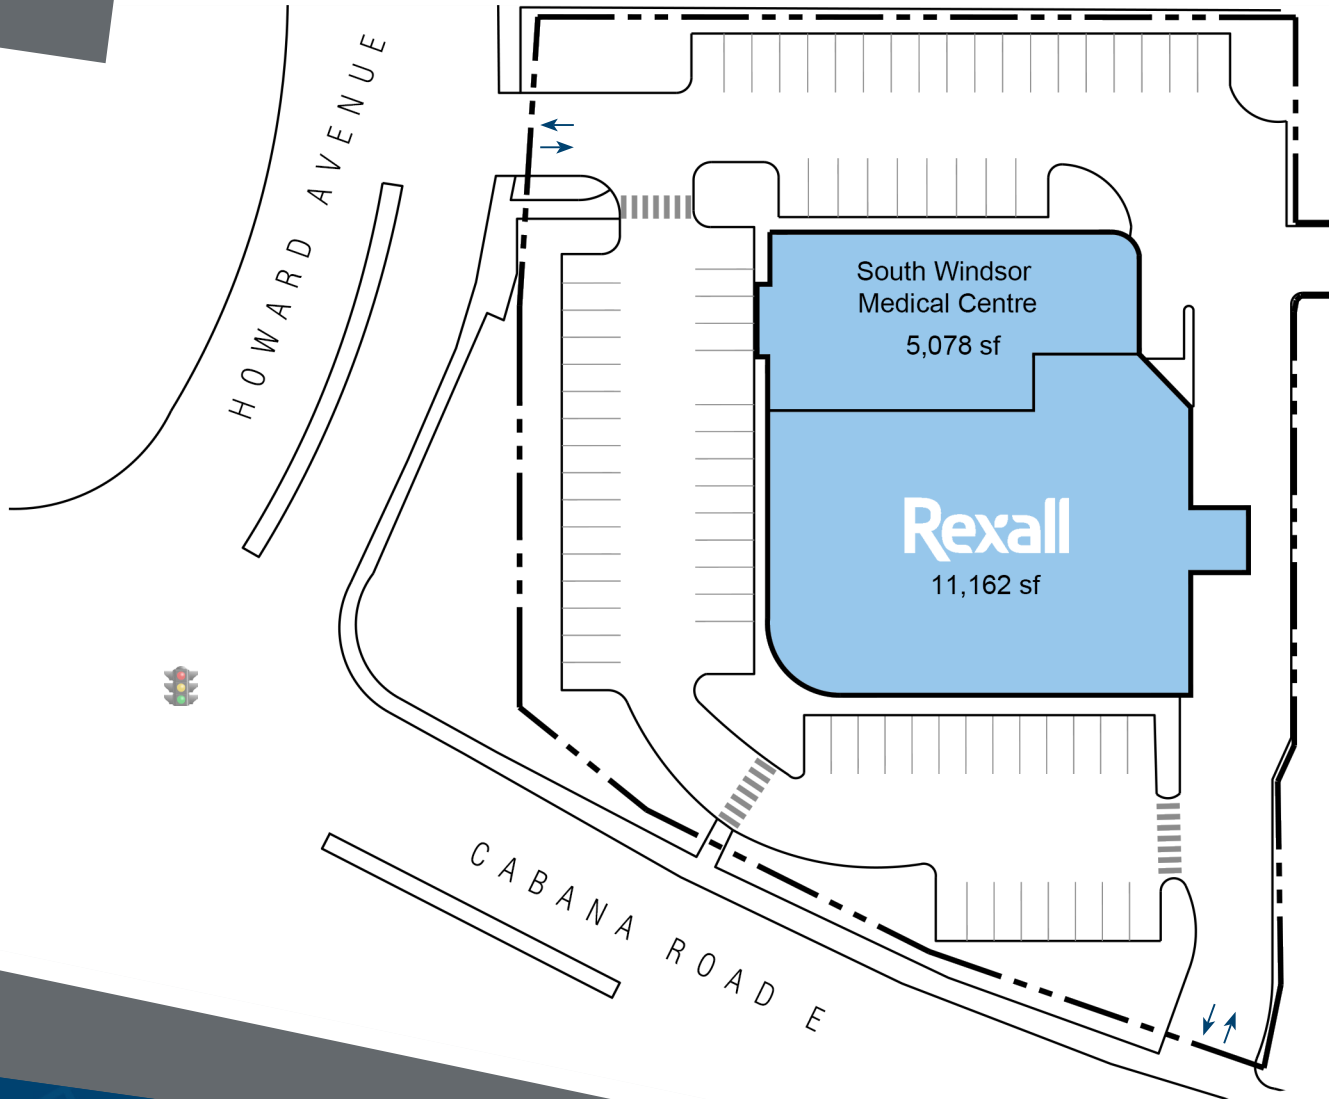 HOWARD AVENUE
South Windsor
Medical Centre
5,078 sf
Rexall
11,162 sf
CABANA ROAD E